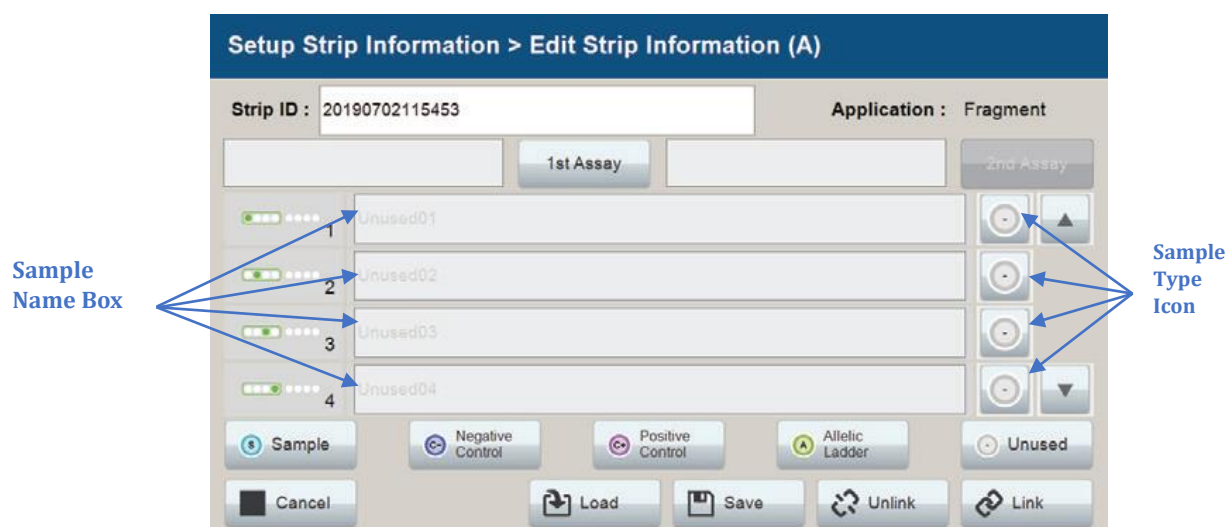 Setup Strip Information > Edit Strip Information (A)
Strip ID : 20190702115453 Application : Fragment
1st Assay 2nd Assay
1 Unused01
2 Unused02
3 Unused03
4 Unused04
Sample
Name Box
Sample
Type
Icon
S Sample
C- Negative
Control
C+ Positive
Control
A Allelic
Ladder
- Unused
Cancel Load Save Unlink Link